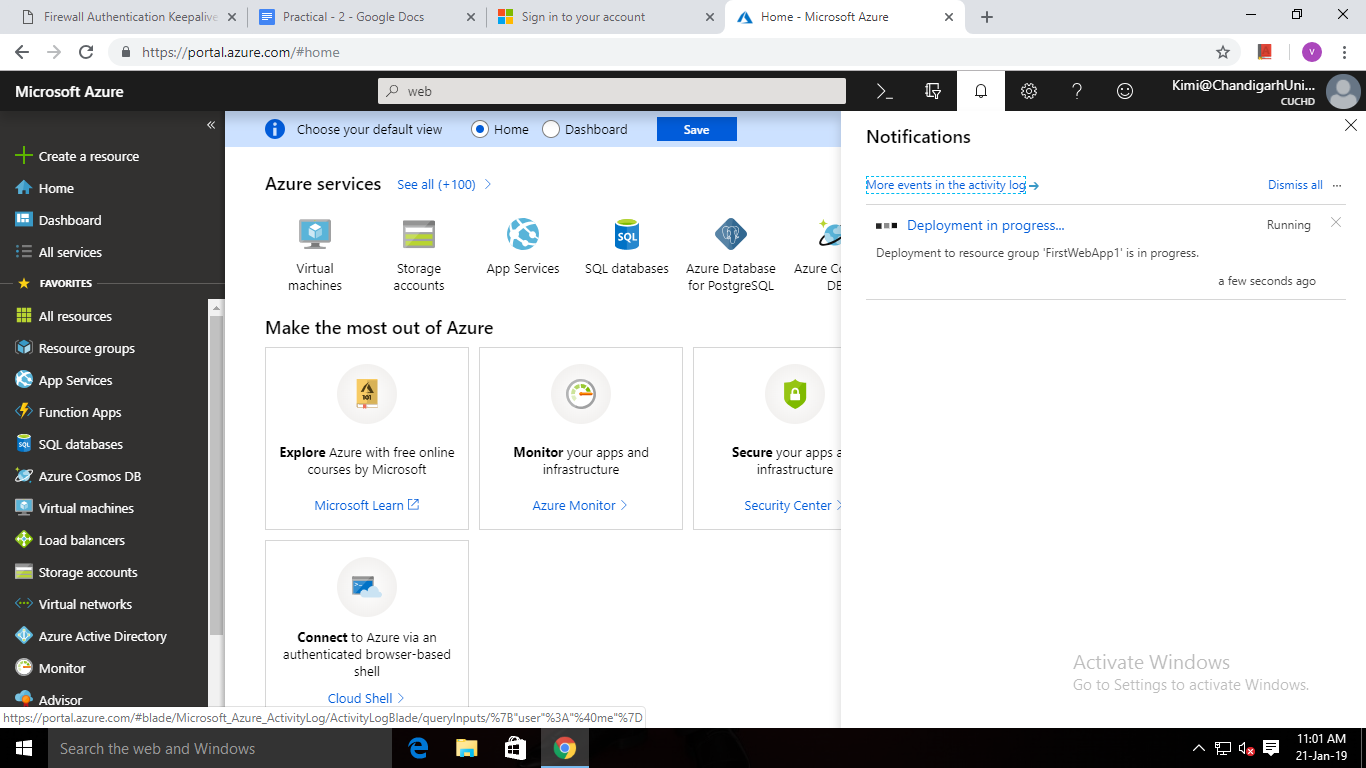 Firewall Authentication Keepalive
Practical - 2 - Google Docs
Sign in to your account
Home - Microsoft Azure
https://portal.azure.com/#home
V
Microsoft Azure
web
Kimi@ChandigarhUni...
CUCHD
Create a resource
Home
Dashboard
All services
FAVORITES
All resources
Resource groups
App Services
Function Apps
SQL databases
Azure Cosmos DB
Virtual machines
Load balancers
Storage accounts
Virtual networks
Azure Active Directory
Monitor
Advisor
Choose your default view
Home
Dashboard
Save
Azure services
See all (+100)
Virtual
machines
Storage
accounts
App Services
SQL
SQL databases
Azure Database
for PostgreSQL
Azure Co
DB
Make the most out of Azure
101
Explore Azure with free online
courses by Microsoft
Microsoft Learn
Monitor your apps and
infrastructure
Azure Monitor
Secure your apps a
infrastructure
Security Center
Connect to Azure via an
authenticated browser-based
shell
Cloud Shell
Notifications
More events in the activity log
Dismiss all
...
Deployment in progress...
Running
Deployment to resource group 'FirstWebApp1' is in progress.
a few seconds ago
Activate Windows
Go to Settings to activate Windows.
https://portal.azure.com/#blade/Microsoft_Azure_ActivityLog/ActivityLogBlade/queryInputs/%7B"user"%3A"%40me"%7D
Search the web and Windows
11:01 AM
21-Jan-19